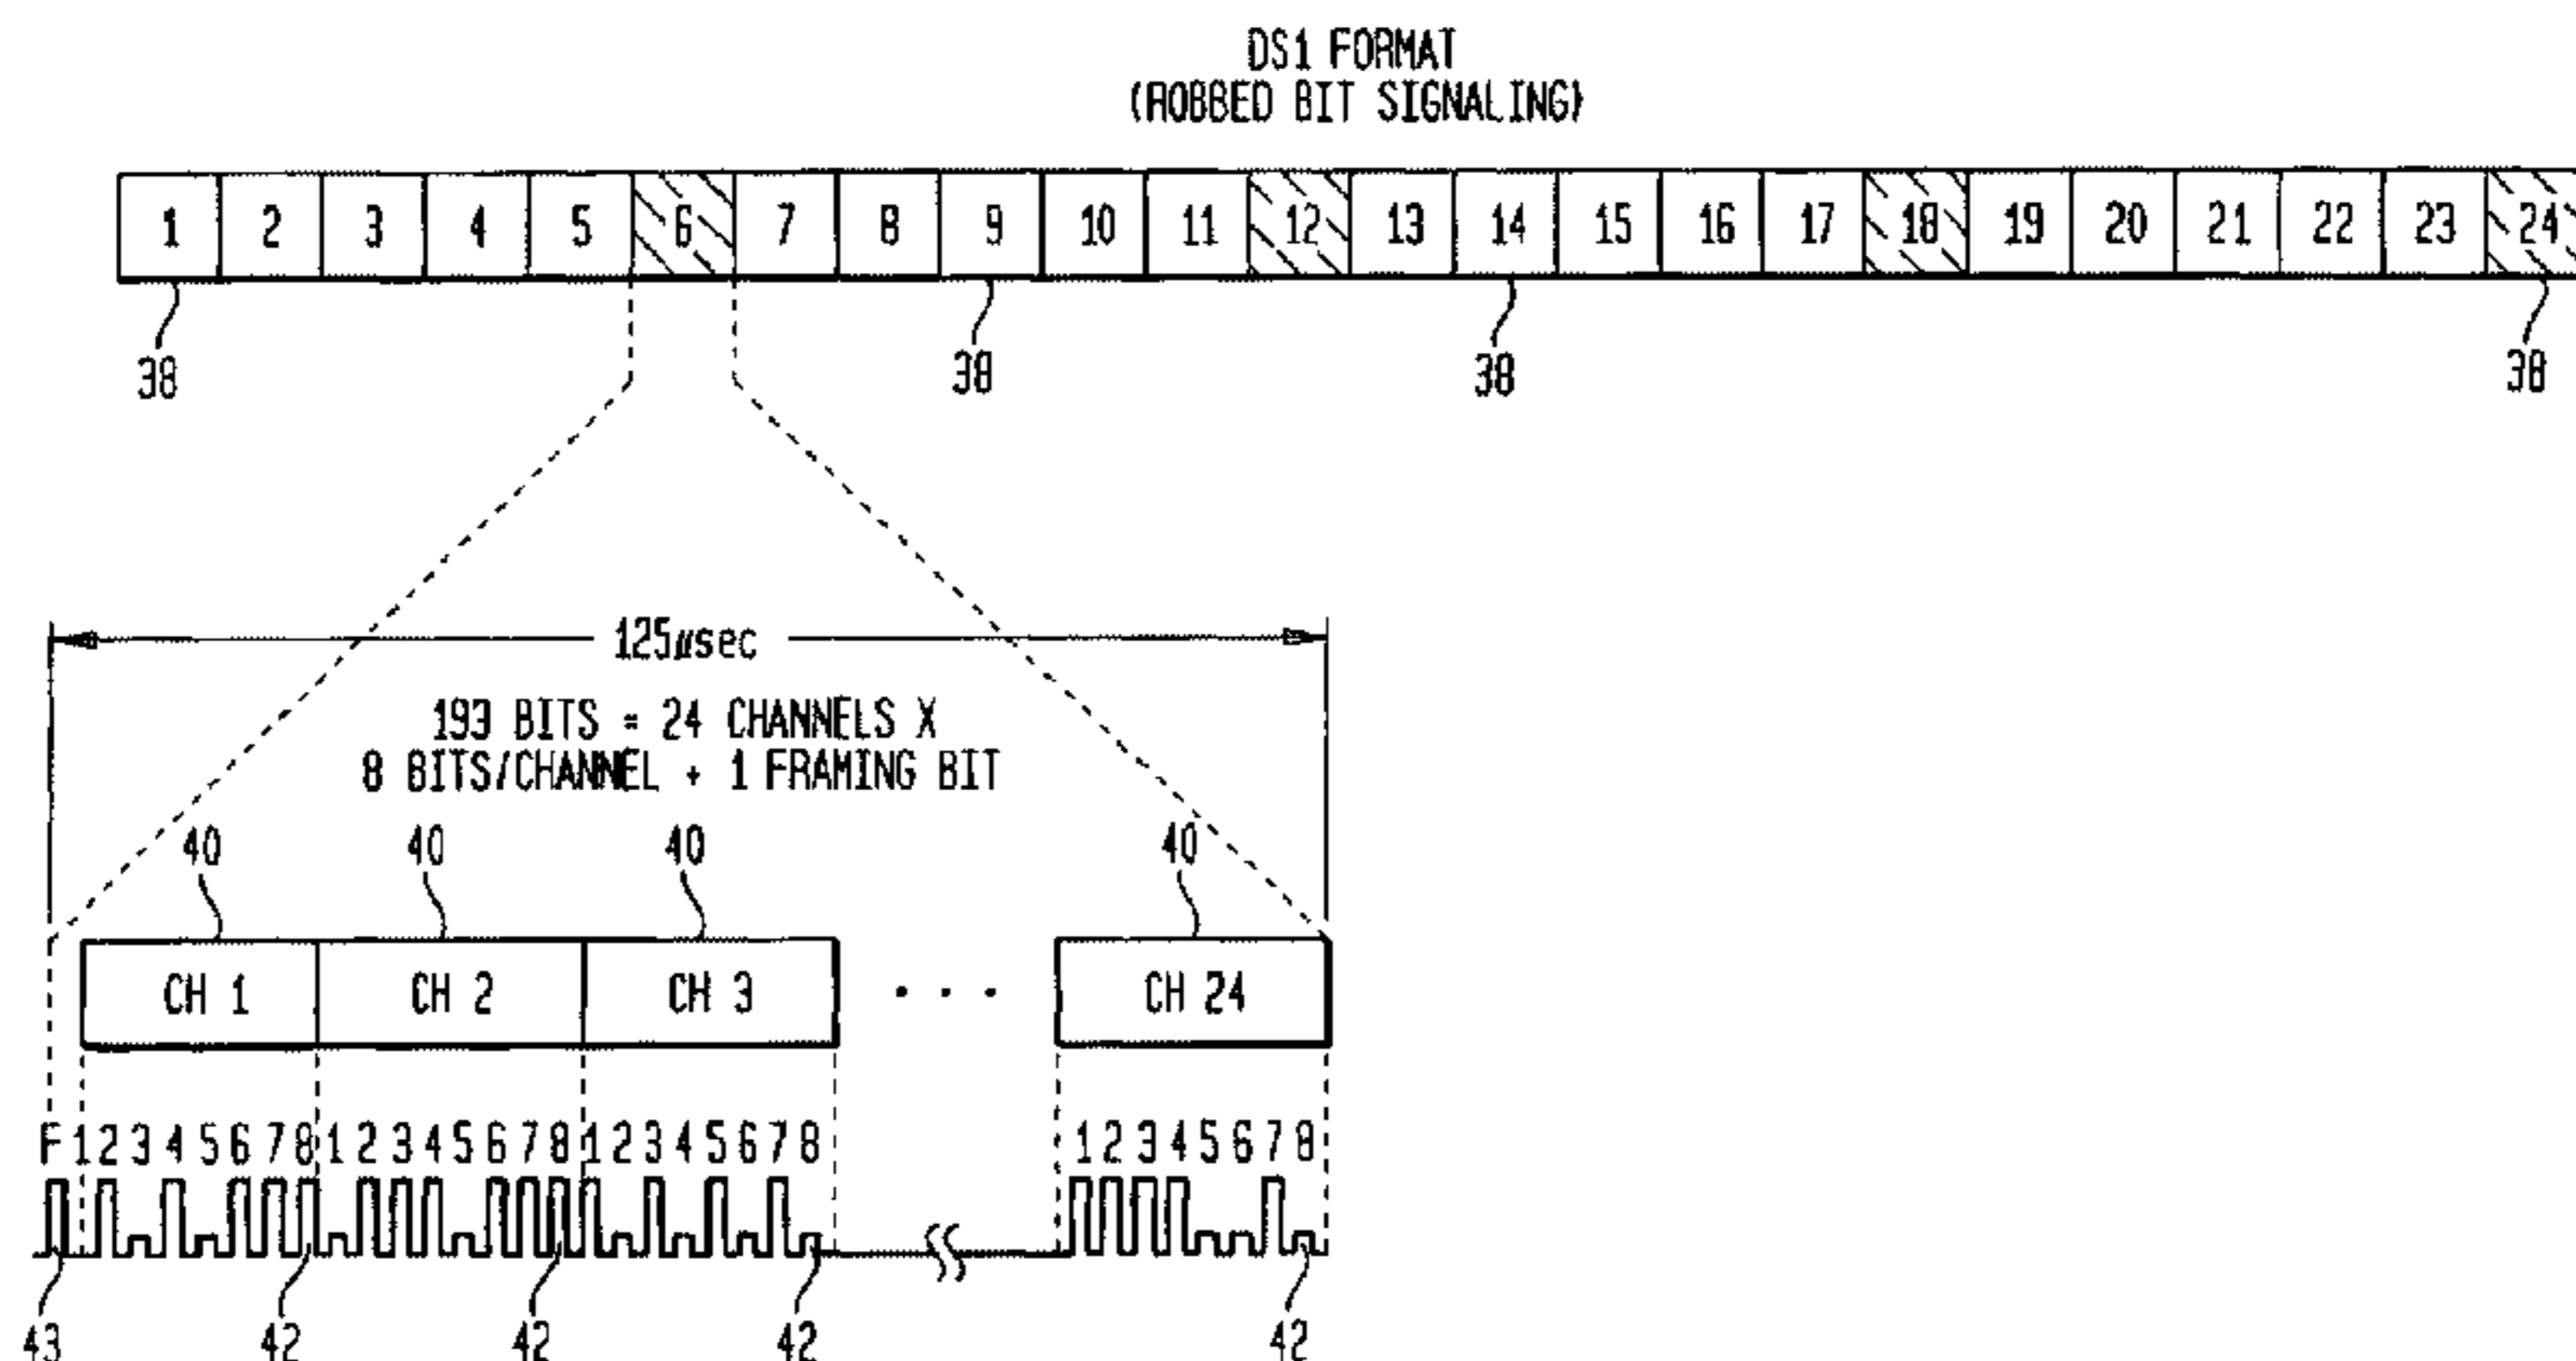 DS1 FORMAT
(ROBBED BIT SIGNALING)
1 2 3 4 5 6 7 8 9 10 11 12 13 14 15 16 17 18 19 20 21 22 23 24
38 38 38 38
125μsec
193 BITS = 24 CHANNELS X
8 BITS/CHANNEL + 1 FRAMING BIT
40 40 40 40
CH 1 CH 2 CH 3 . . . CH 24
F 1 2 3 4 5 6 7 8 1 2 3 4 5 6 7 8 1 2 3 4 5 6 7 8 1 2 3 4 5 6 7 8
43 42 42 42 42